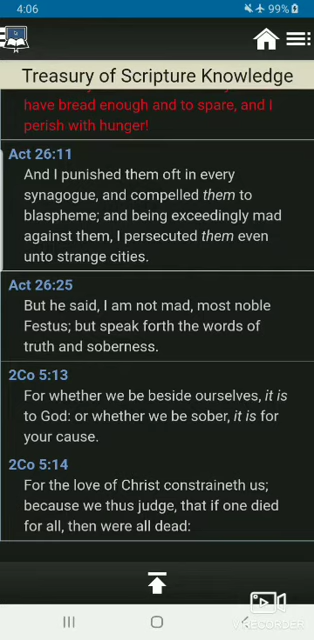 4:06
99%
Treasury of Scripture Knowledge
have bread enough and to spare, and I
perish with hunger!
Act 26:11
And I punished them oft in every
synagogue, and compelled them to
blaspheme; and being exceedingly mad
against them, I persecuted them even
unto strange cities.
Act 26:25
But he said, I am not mad, most noble
Festus; but speak forth the words of
truth and soberness.
2Co 5:13
For whether we be beside ourselves, it is
to God: or whether we be sober, it is for
your cause.
2Co 5:14
For the love of Christ constraineth us;
because we thus judge, that if one died
for all, then were all dead:
VRECORDER